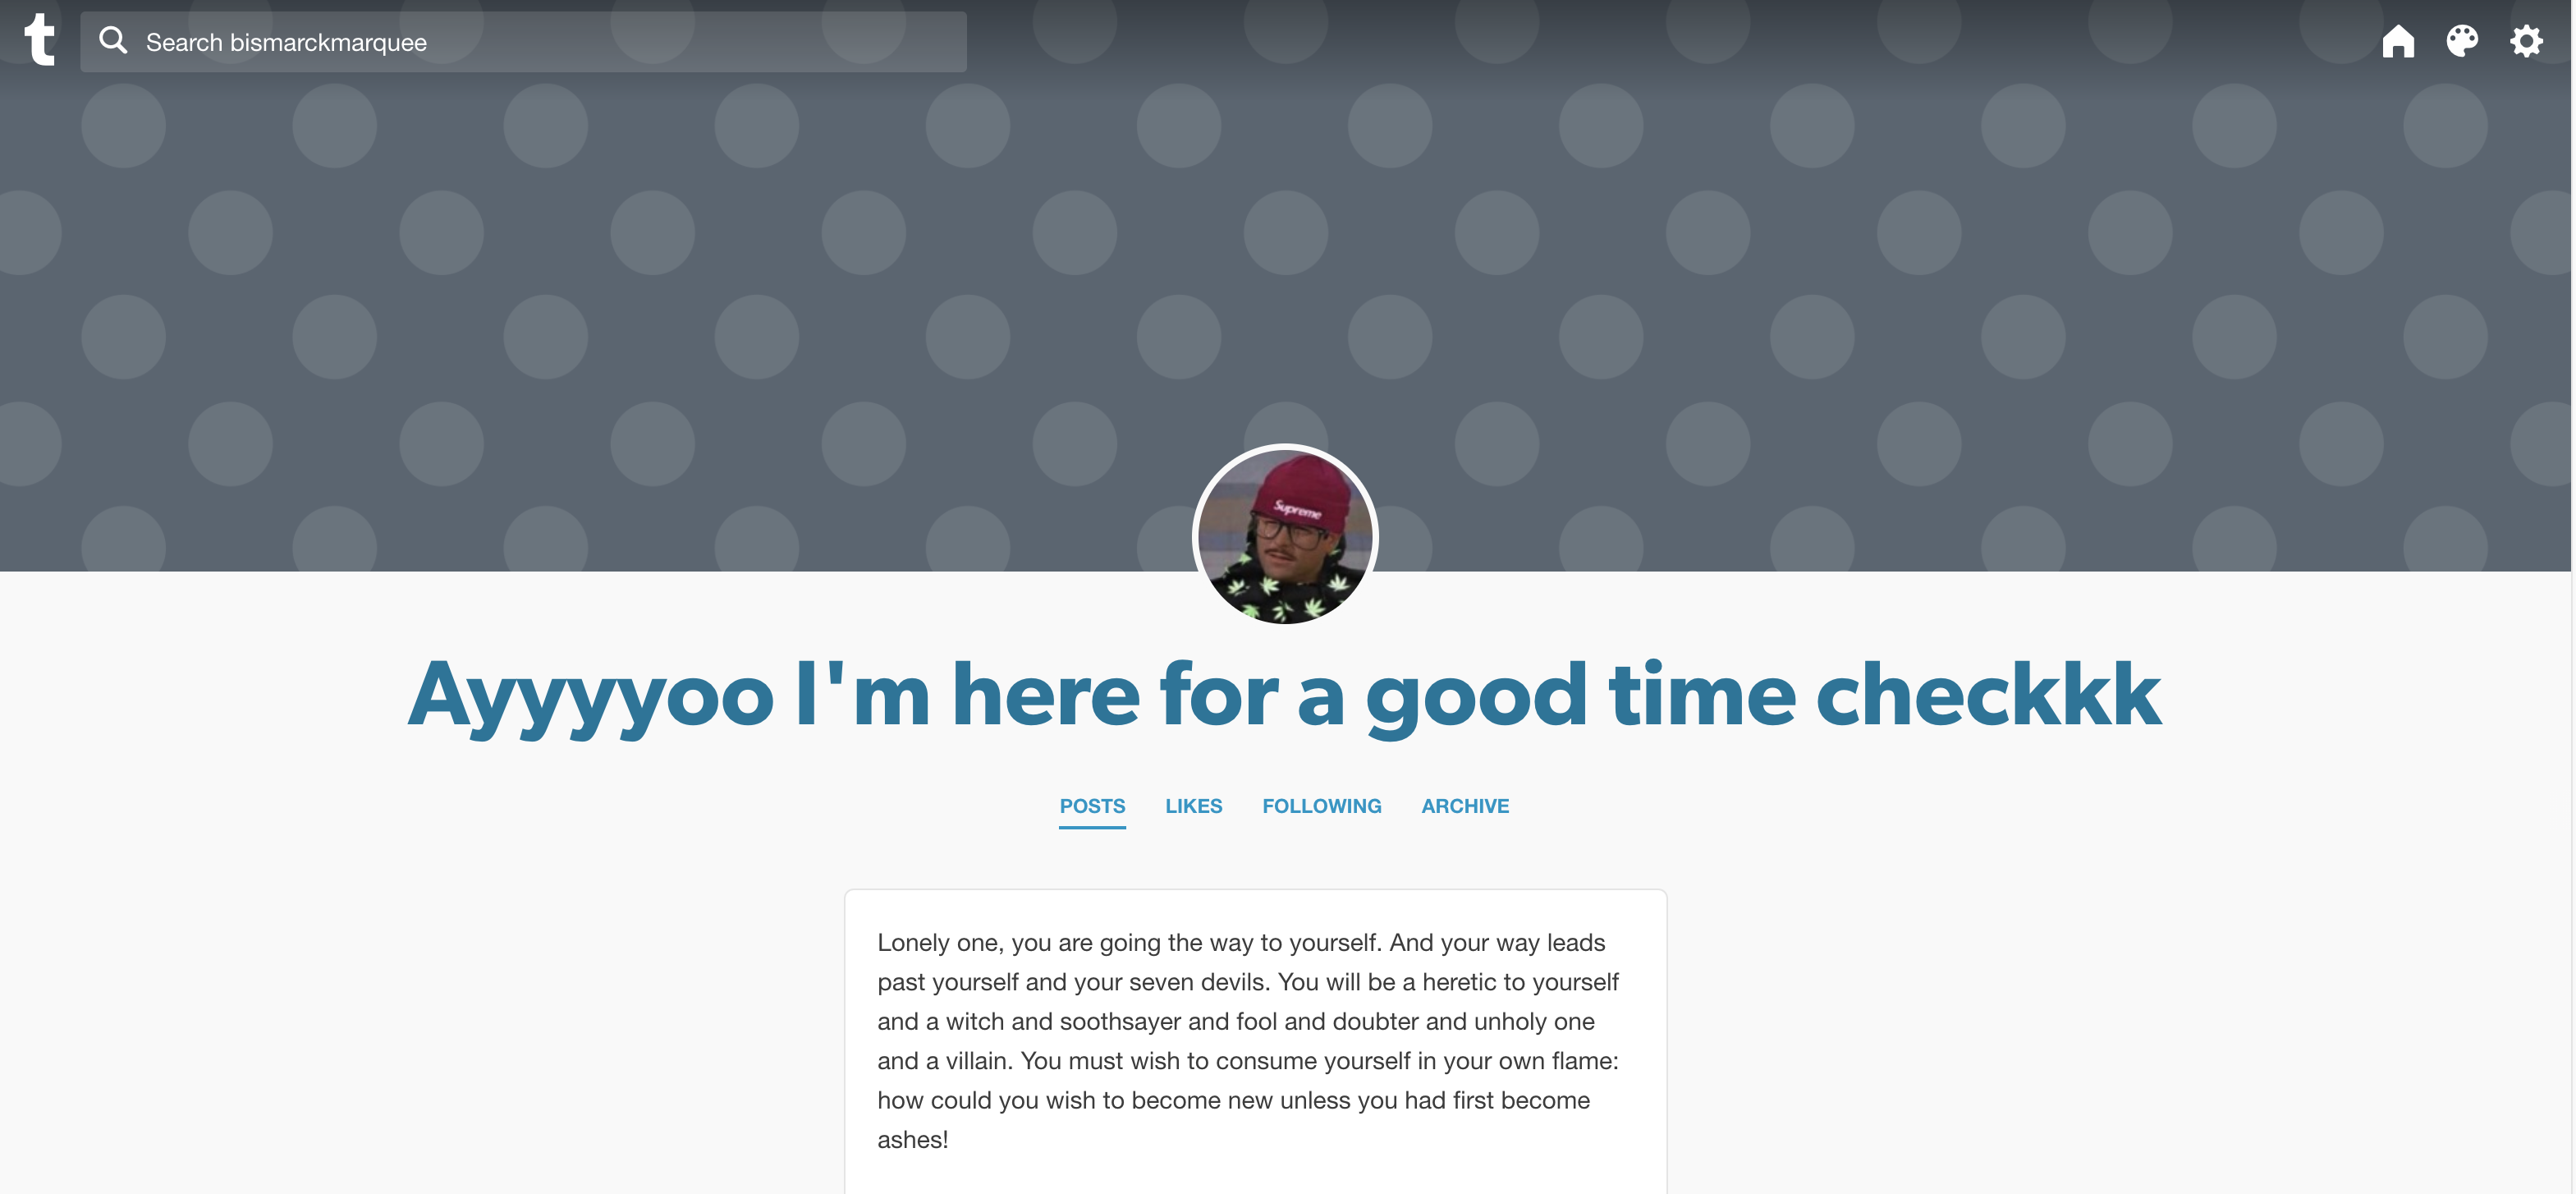 t
Search bismarckmarquee
Supreme
Ayyyyoo I'm here for a good time checkkk
POSTS LIKES FOLLOWING ARCHIVE
Lonely one, you are going the way to yourself. And your way leads
past yourself and your seven devils. You will be a heretic to yourself
and a witch and soothsayer and fool and doubter and unholy one
and a villain. You must wish to consume yourself in your own flame:
how could you wish to become new unless you had first become
ashes!